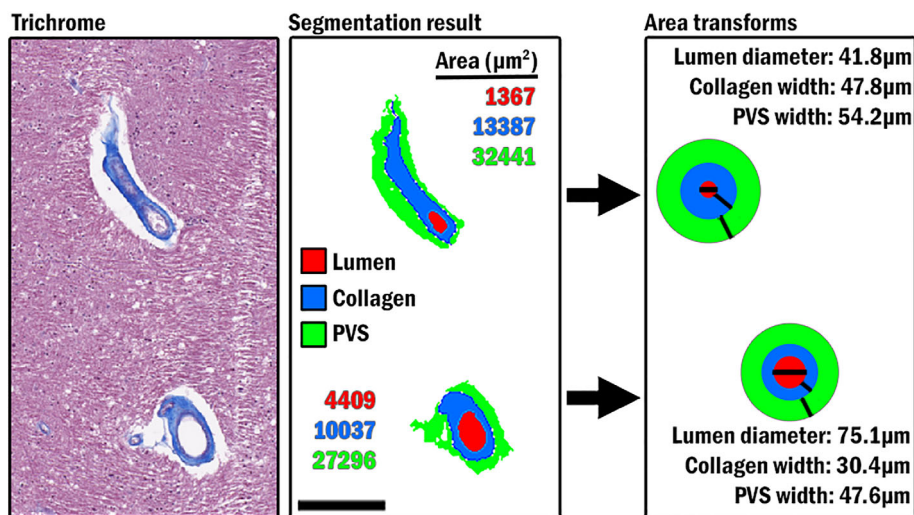 Trichrome
Segmentation result
Area (µm²)
1367
13387
32441
Lumen
Collagen
PVS
4409
10037
27296
Area transforms
Lumen diameter: 41.8µm
Collagen width: 47.8µm
PVS width: 54.2µm
Lumen diameter: 75.1µm
Collagen width: 30.4µm
PVS width: 47.6µm